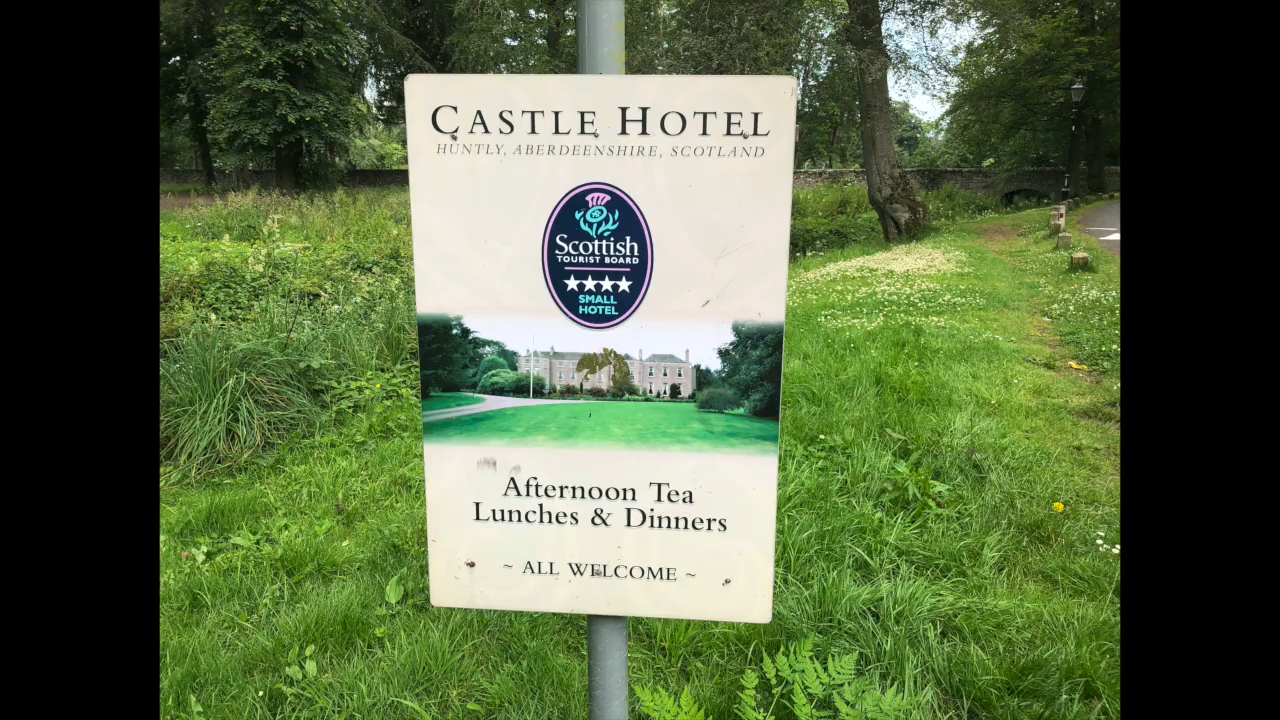 CASTLE HOTEL
HUNTLY, ABERDEENSHIRE, SCOTLAND
Scottish
TOURIST BOARD
SMALL
HOTEL
Afternoon Tea
Lunches & Dinners
~ ALL WELCOME ~